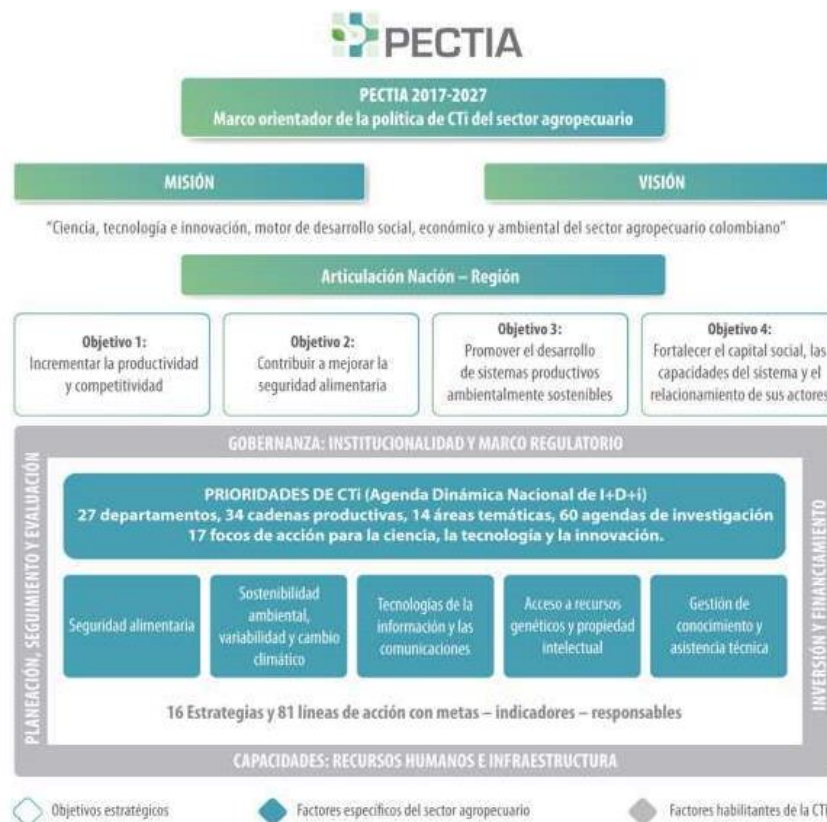 PECTIA
PECTIA 2017-2027
Marco orientador de la política de CTi del sector agropecuario
MISIÓN
VISIÓN
"Ciencia, tecnología e innovación, motor de desarrollo social, económico y ambiental del sector agropecuario colombiano"
Articulación Nación – Región
Objetivo 1:
Incrementar la productividad
y competitividad
Objetivo 2:
Contribuir a mejorar la
seguridad alimentaria
Objetivo 3:
Promover el desarrollo
de sistemas productivos
ambientalmente sostenibles
Objetivo 4:
Fortalecer el capital social, las
capacidades del sistema y el
relacionamiento de sus actores
GOBERNANZA: INSTITUCIONALIDAD Y MARCO REGULATORIO
PLANEACIÓN, SEGUIMIENTO Y EVALUACIÓN
PRIORIDADES DE CTi (Agenda Dinámica Nacional de I+D+i)
27 departamentos, 34 cadenas productivas, 14 áreas temáticas, 60 agendas de investigación
17 focos de acción para la ciencia, la tecnología y la innovación.
Seguridad alimentaria
Sostenibilidad
ambiental,
variabilidad y cambio
climático
Tecnologías de la
información y las
comunicaciones
Acceso a recursos
genéticos y propiedad
intelectual
Gestión de
conocimiento y
asistencia técnica
INVERSIÓN Y FINANCIAMIENTO
16 Estrategias y 81 líneas de acción con metas – indicadores – responsables
CAPACIDADES: RECURSOS HUMANOS E INFRAESTRUCTURA
Objetivos estratégicos
Factores específicos del sector agropecuario
Factores habilitantes de la CTi